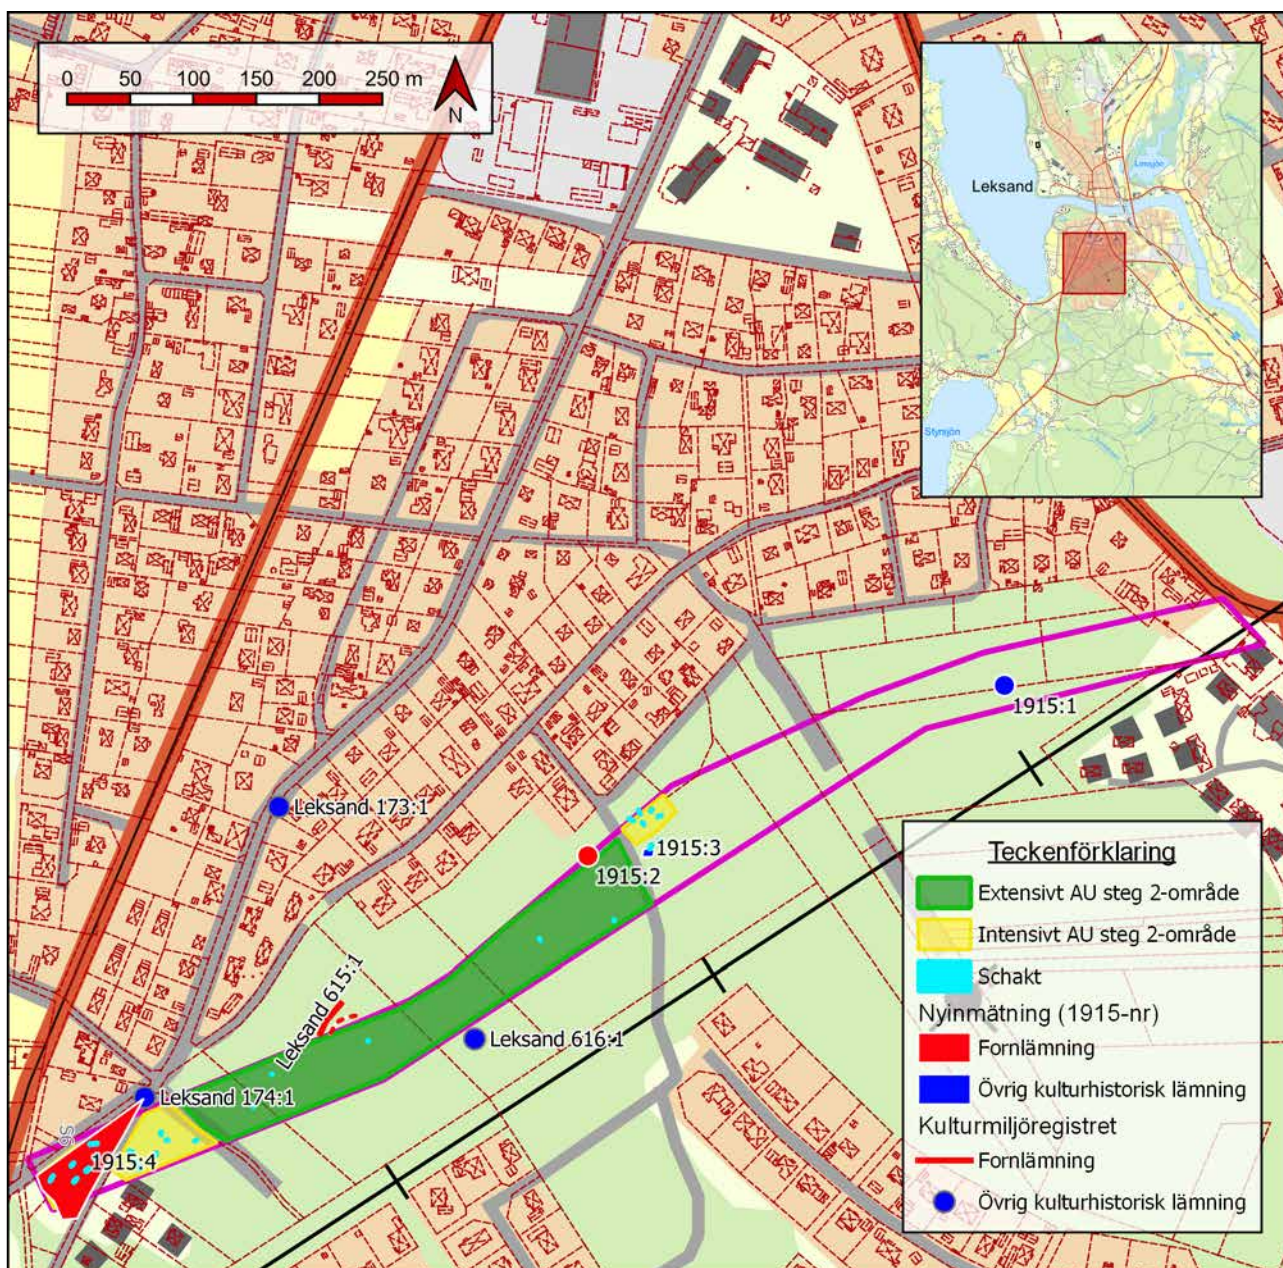 0 50 100 150 200 250 m
N
Leksand
Limsjön
Styrsjön
1915:1
Leksand 173:1
1915:3
1915:2
Leksand 615:1
Leksand 616:1
Leksand 174:1
1915:4
Teckenförklaring
Extensivt AU steg 2-område
Intensivt AU steg 2-område
Schakt
Nyinmätning (1915-nr)
Fornlämning
Övrig kulturhistorisk lämning
Kulturmiljöregistret
Fornlämning
Övrig kulturhistorisk lämning